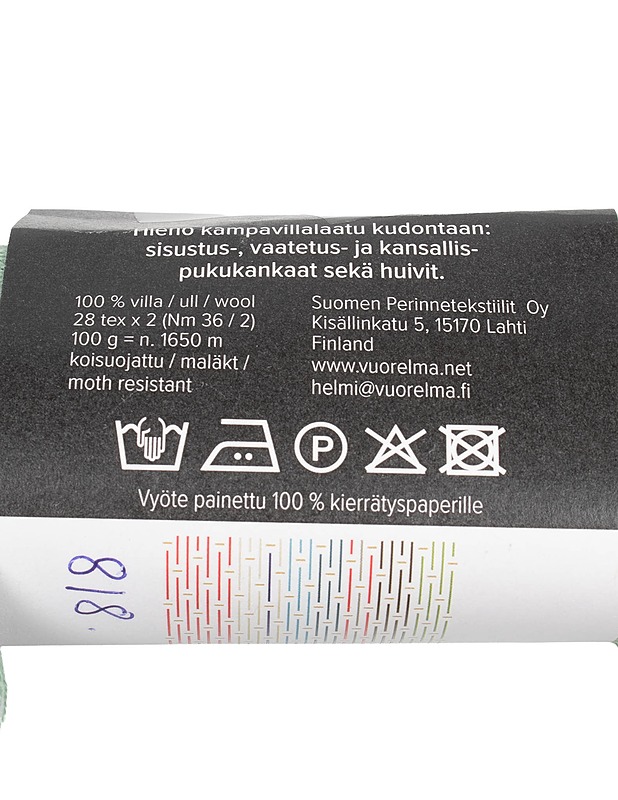 Hieno kampavillalaatu kudontaan:
sisustus-, vaatetus- ja kansallis-
pukukankaat sekä huivit.
100 % villa / ull / wool
28 tex x 2 (Nm 36 / 2)
100 g = n. 1650 m
koisuojattu / maläkt /
moth resistant
Suomen Perinnetekstiilit Oy
Kisällinkatu 5, 15170 Lahti
Finland
www.vuorelma.net
helmi@vuorelma.fi
P
Vyöte painettu 100 % kierrätyspaperille
818